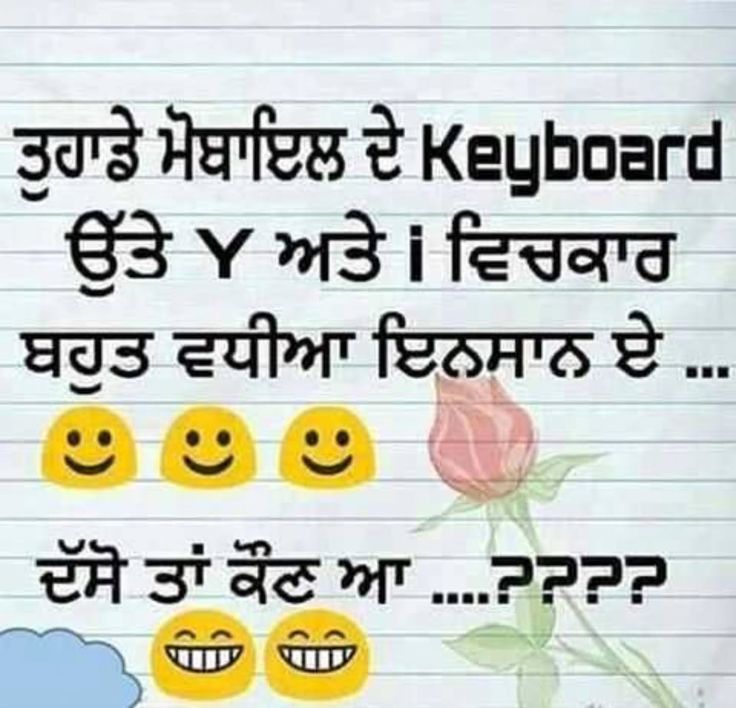 ਤੁਹਾਡੇ ਮੋਬਾਇਲ ਦੇ Keyboard
ਉੱਤੇ Y ਅਤੇ i ਵਿਚਕਾਰ
ਬਹੁਤ ਵਧੀਆ ਇਨਸਾਨ ਏ ...
ਦੱਸੋ ਤਾਂ ਕੌਣ ਆ ....????